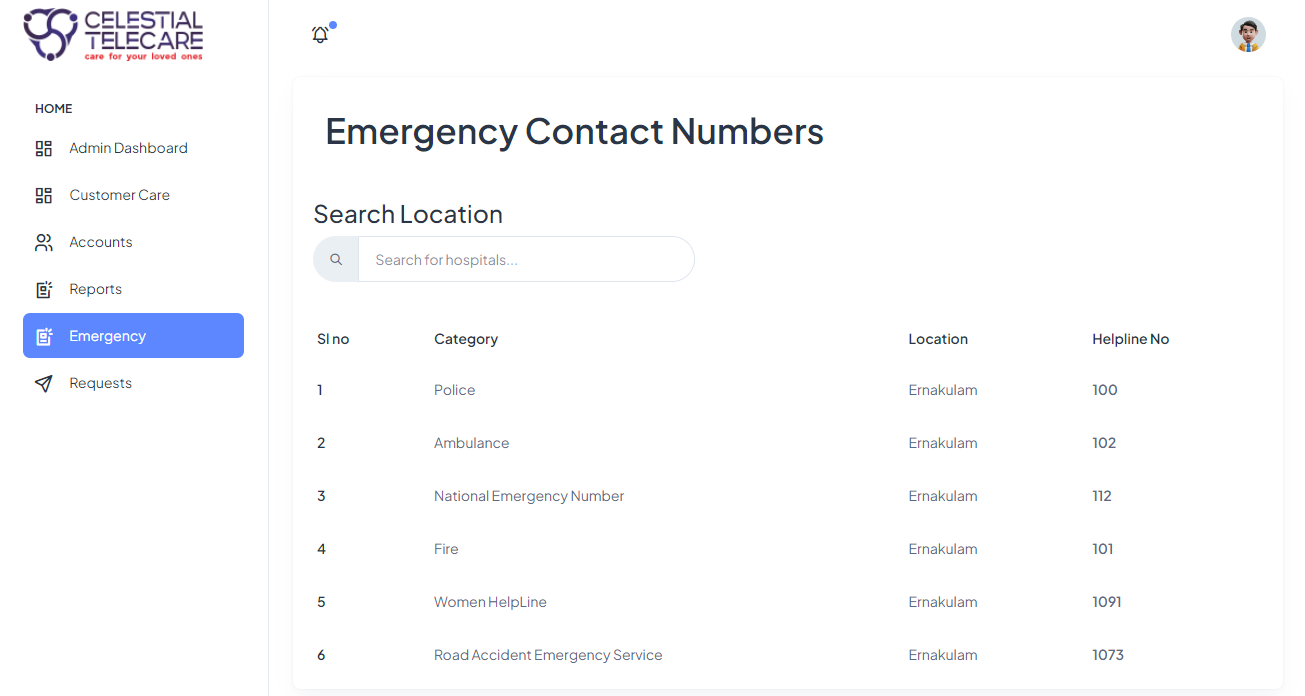 CELESTIAL
TELECARE
care for your loved ones
HOME
Admin Dashboard
Customer Care
Accounts
Reports
Emergency
Requests
Emergency Contact Numbers
Search Location
Search for hospitals...
Sl no Category Location Helpline No
1 Police Ernakulam 100
2 Ambulance Ernakulam 102
3 National Emergency Number Ernakulam 112
4 Fire Ernakulam 101
5 Women HelpLine Ernakulam 1091
6 Road Accident Emergency Service Ernakulam 1073